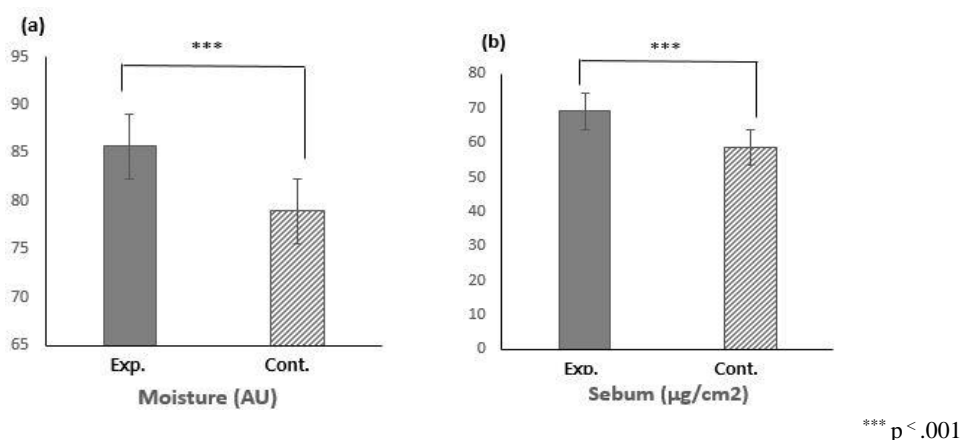 (a)
***
95
90
85
80
75
70
65
Exp.
Cont.
Moisture (AU)
(b)
***
80
70
60
50
40
30
20
10
0
Exp.
Cont.
Sebum (μg/cm2)
*** p < .001